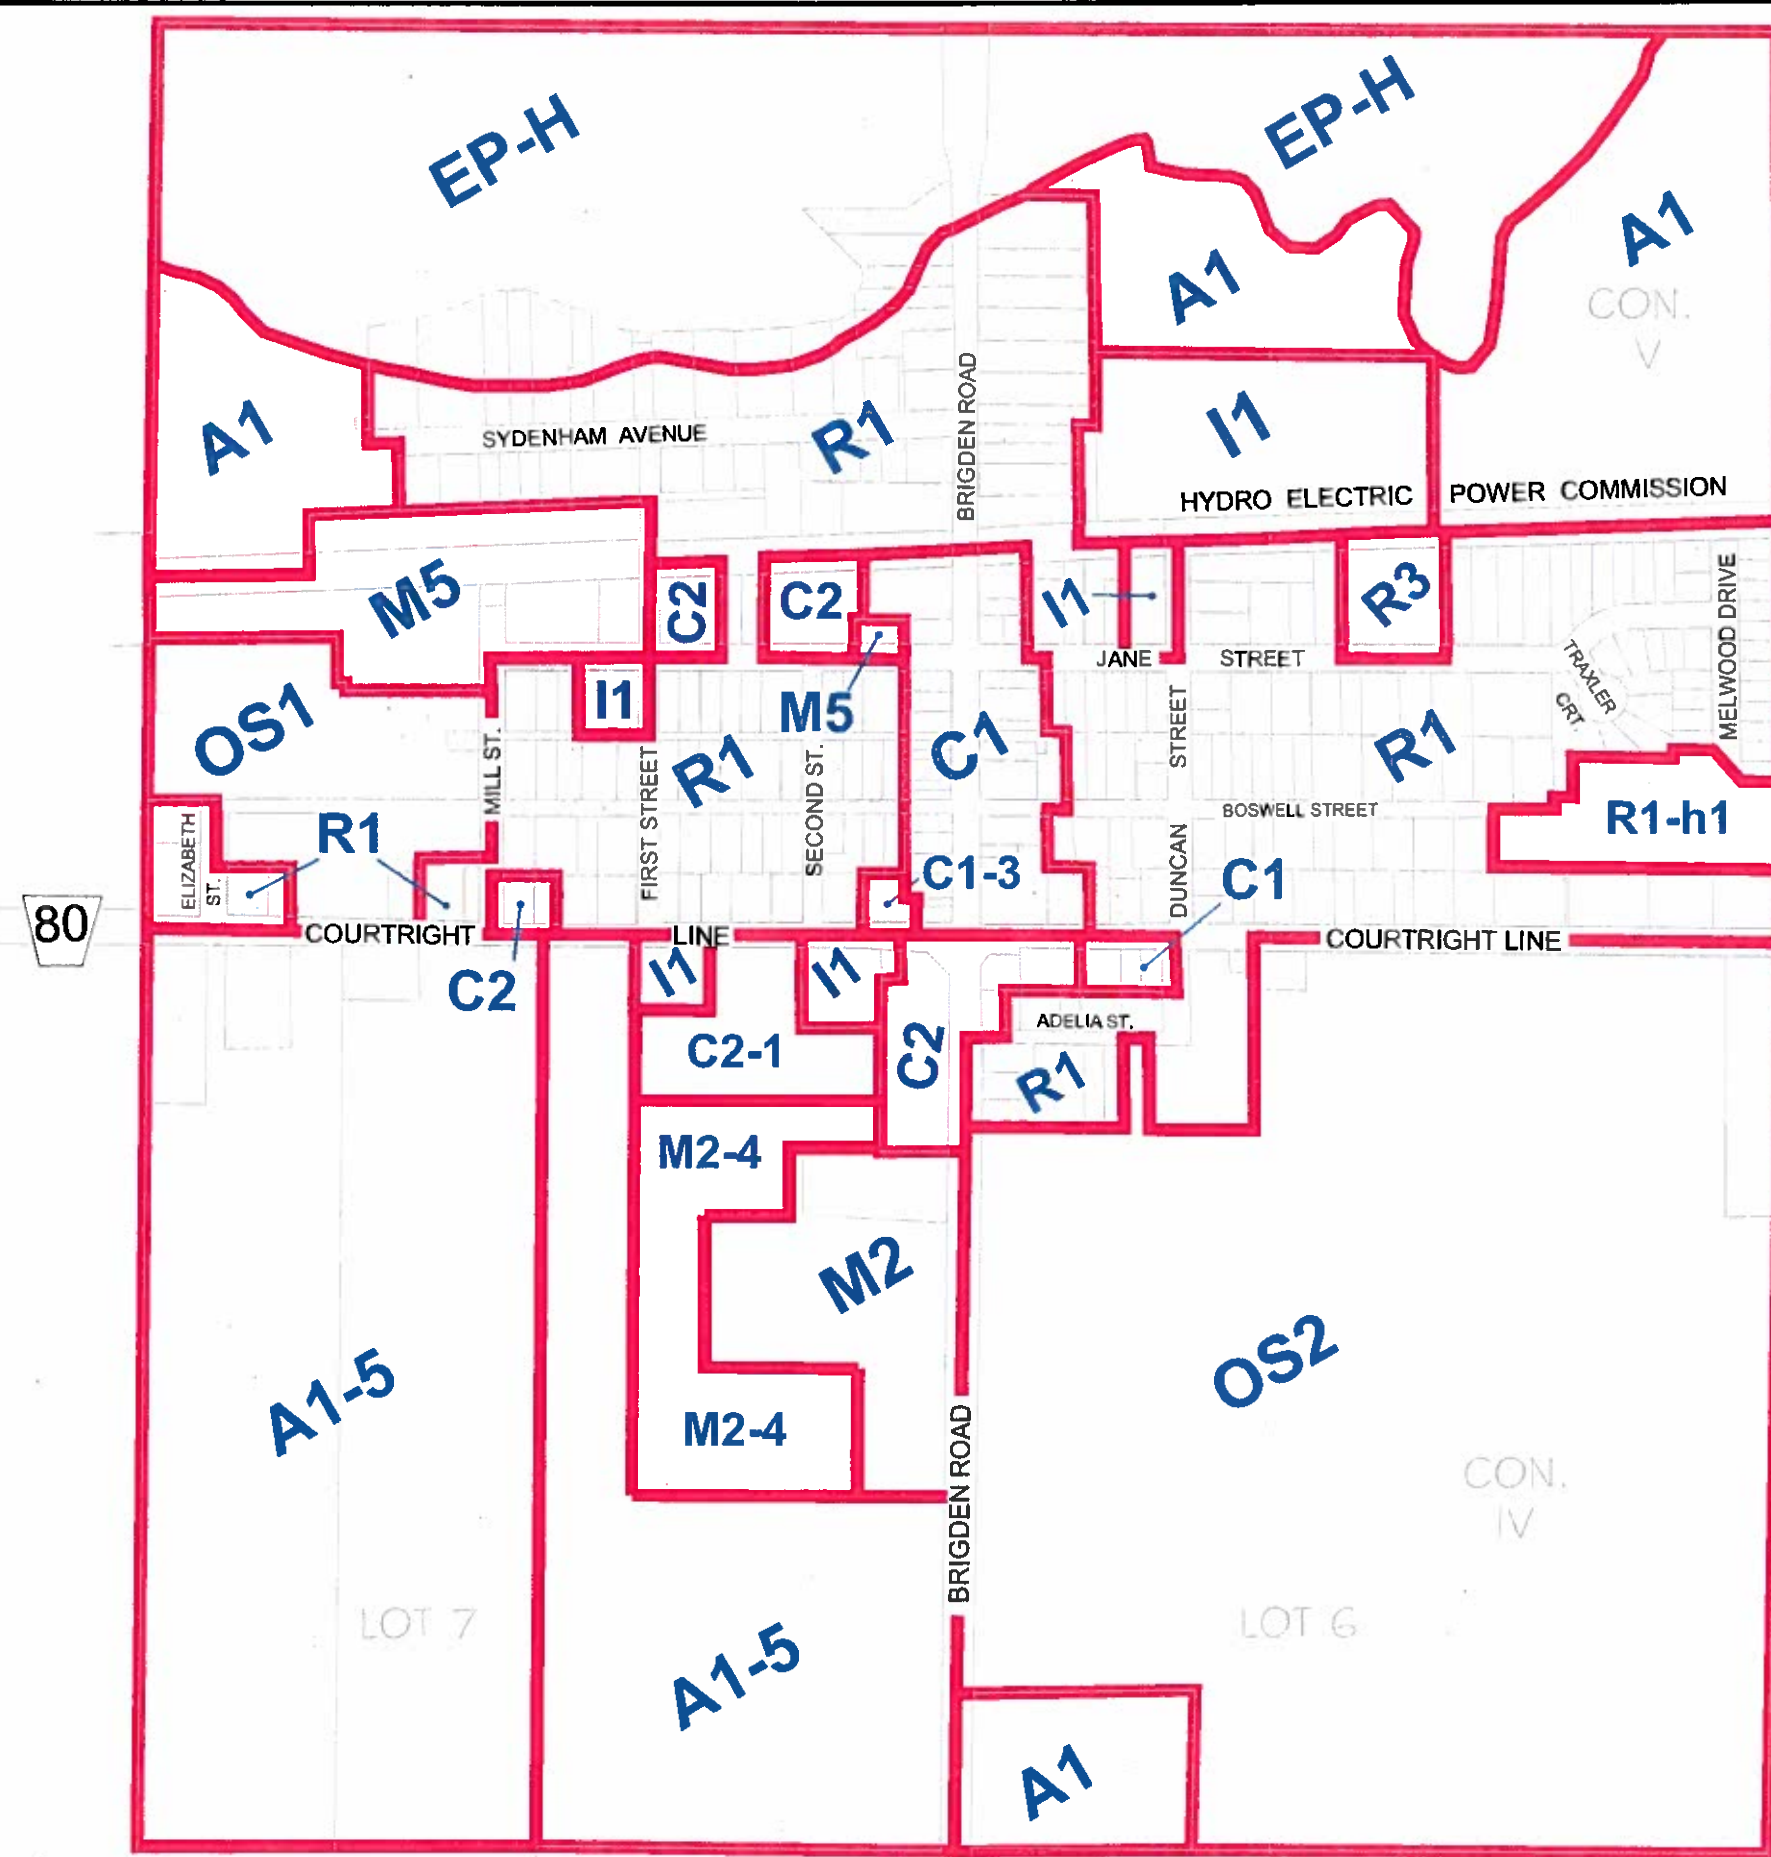 EP-H
EP-H
A1
A1
CON.
V
A1
SYDENHAM AVENUE
R1
BRIGDEN ROAD
I1
HYDRO ELECTRIC POWER COMMISSION
M5
C2
C2
I1
R3
MELWOOD DRIVE
JANE STREET
TRAXLER
CRT.
OS1
I1
M5
C1
STREET
R1
R1
MILL ST.
FIRST STREET
SECOND ST.
BOSWELL STREET
R1-h1
ELIZABETH
ST.
R1
C1-3
DUNCAN
C1
80
COURTRIGHT LINE
COURTRIGHT LINE
C2
I1
I1
C2-1
C2
ADELIA ST.
R1
M2-4
M2
OS2
A1-5
M2-4
BRIGDEN ROAD
CON.
IV
LOT 7
LOT 6
A1-5
A1